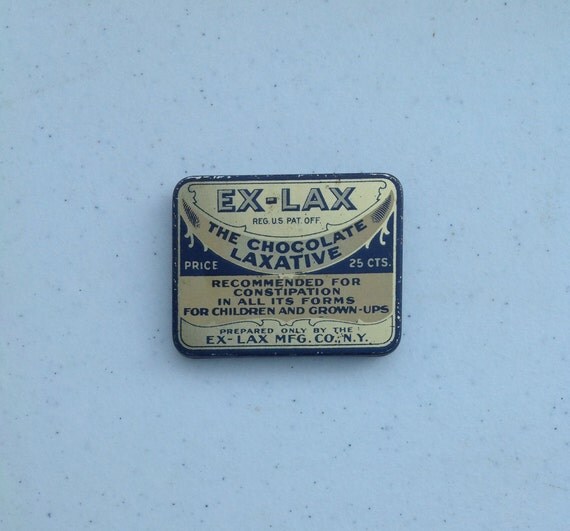 EX-LAX
REG. U.S. PAT. OFF.
THE CHOCOLATE
LAXATIVE
PRICE 25 CTS.
RECOMMENDED FOR
CONSTIPATION
IN ALL ITS FORMS
FOR CHILDREN AND GROWN-UPS
PREPARED ONLY BY THE
EX-LAX MFG. CO., N.Y.